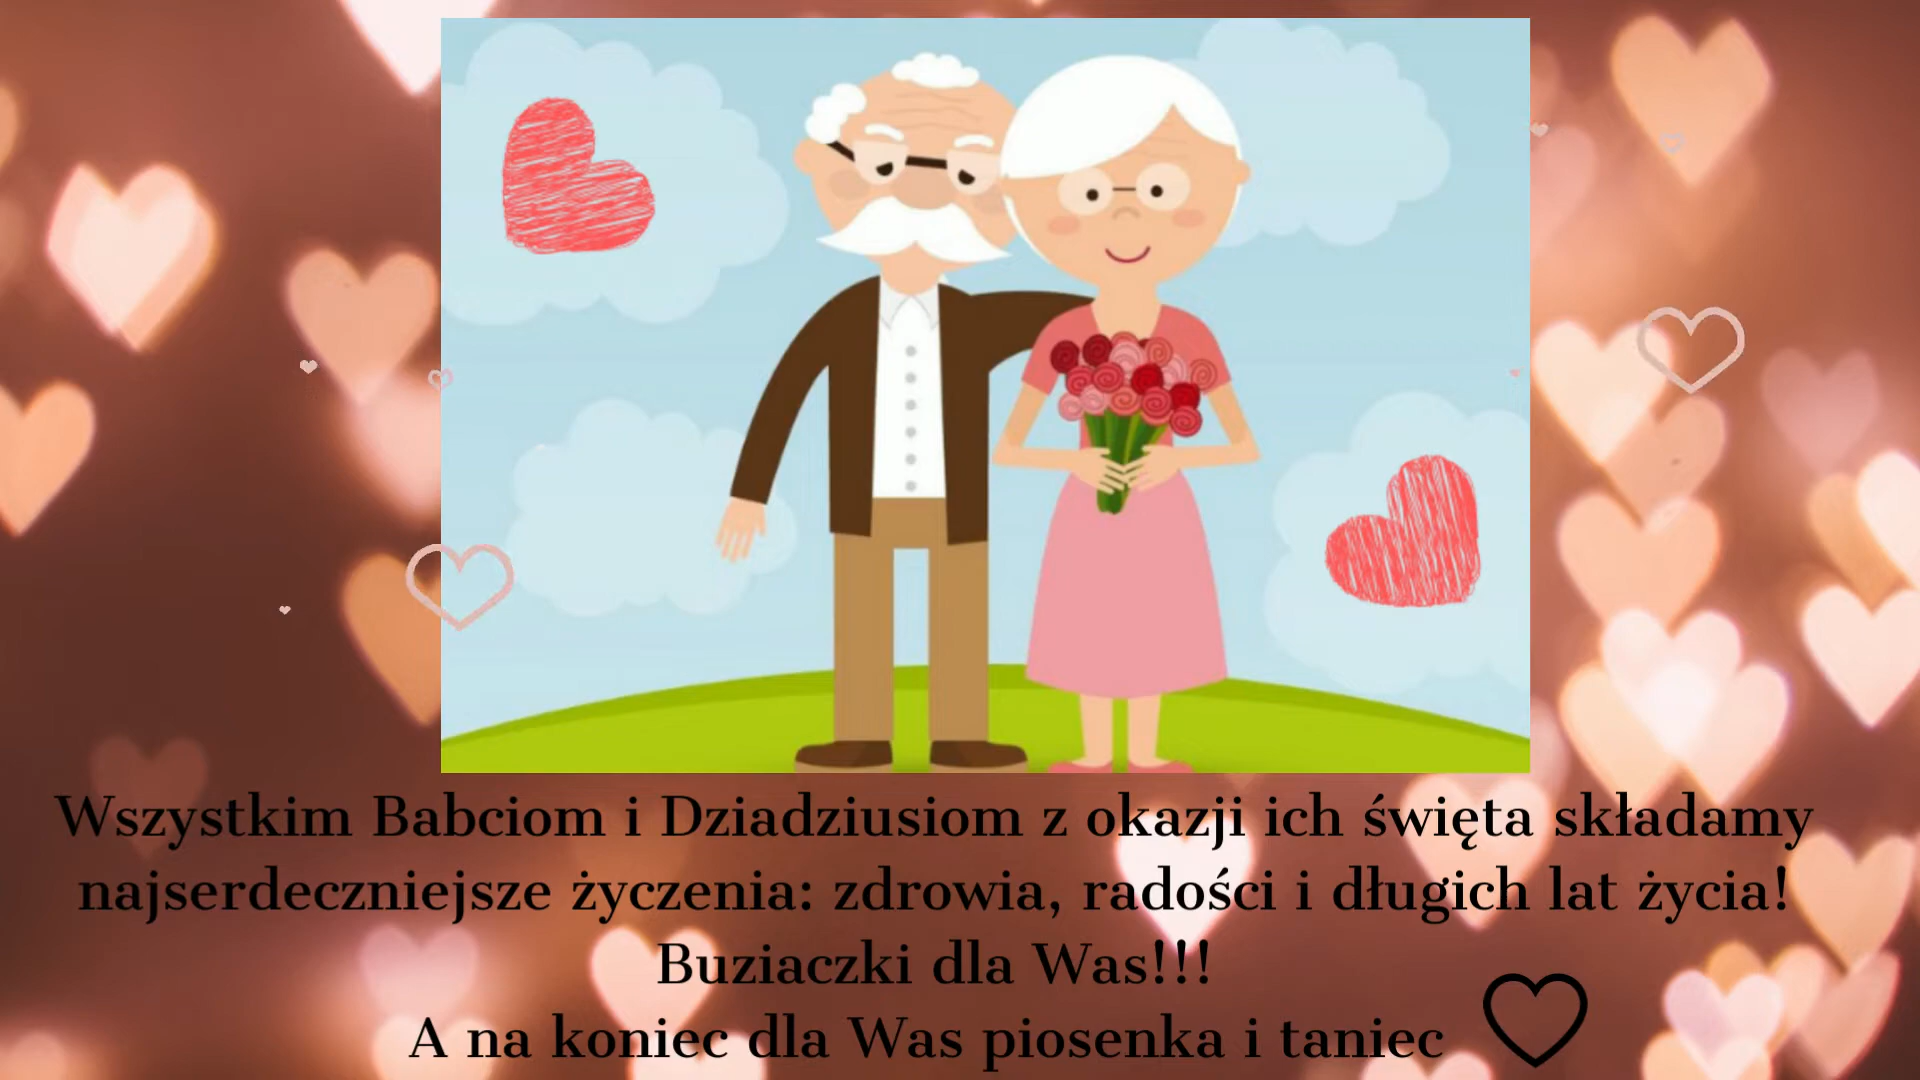 Wszystkim Babciom i Dziadziusiom z okazji ich święta składamy
najserdeczniejsze życzenia: zdrowia, radości i długich lat życia!
Buziaczki dla Was!!!
A na koniec dla Was piosenka i taniec